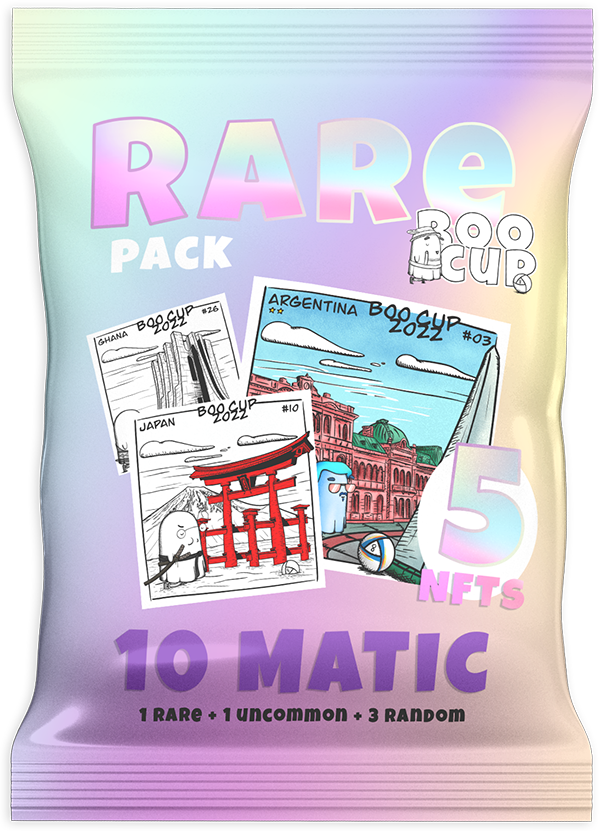 RARe
PACK
BOO
CUP
GHANA
BOO CUP
2022
#26
ARGENTINA
BOO CUP
2022
#03
JAPAN
BOO CUP
2022
#10
5
NFTS
10 MATIC
1 RARe + 1 uncommon + 3 RanDom